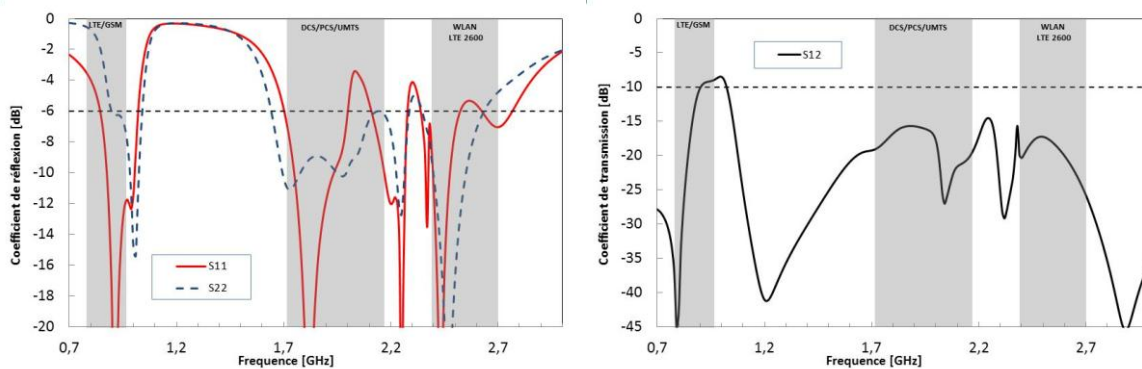 LTE/GSM
DCS/PCS/UMTS
WLAN
LTE 2600
Coefficient de réflexion [dB]
0
-2
-4
-6
-8
-10
-12
-14
-16
-18
-20
S11
S22
0,7
1,2
1,7
2,2
2,7
Frequence [GHz]
LTE/GSM
DCS/PCS/UMTS
WLAN
LTE 2600
Coefficient de transmission [dB]
0
-5
-10
-15
-20
-25
-30
-35
-40
-45
S12
0,7
1,2
1,7
2,2
2,7
Frequence [GHz]